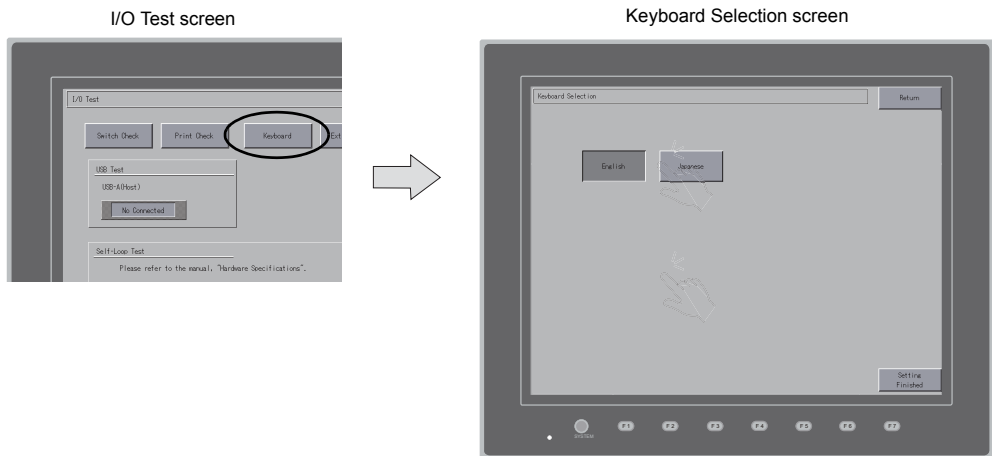 I/O Test screen
Keyboard Selection screen
I/O Test
Switch Check
Print Check
Keyboard
Ext
USB Test
USB-A(Host)
No Connected
Self-Loop Test
Please refer to the manual, "Hardware Specifications".
Keyboard Selection
Return
English
Japanese
Setting
Finished
SYSTEM
F1
F2
F3
F4
F5
F6
F7